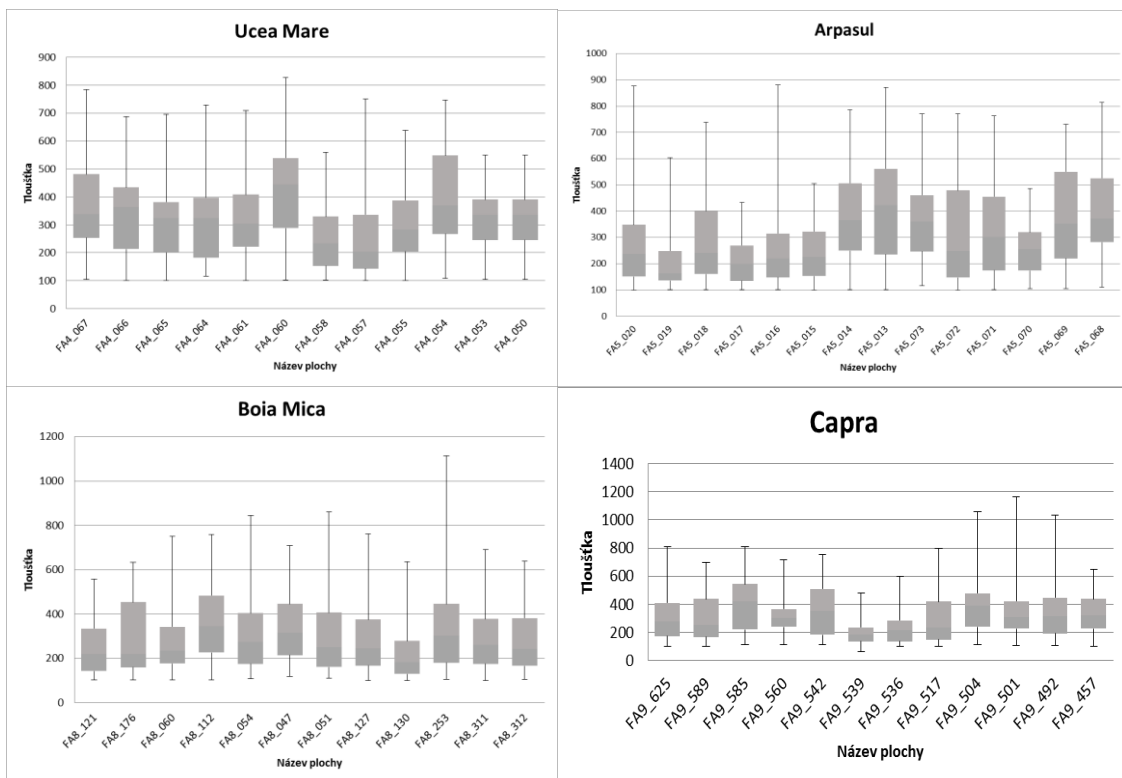 Ucea Mare
Tloušťka
900
800
700
600
500
400
300
200
100
0
FA4_067
FA4_066
FA4_065
FA4_064
FA4_061
FA4_060
FA4_058
FA4_057
FA4_055
FA4_054
FA4_053
FA4_050
Název plochy
Arpasul
Tloušťka
1000
900
800
700
600
500
400
300
200
100
0
FA5_020
FA5_019
FA5_018
FA5_017
FA5_016
FA5_015
FA5_014
FA5_013
FA5_073
FA5_072
FA5_071
FA5_070
FA5_069
FA5_068
Název plochy
Boia Mica
Tloušťka
1200
1000
800
600
400
200
0
FA8_121
FA8_176
FA8_060
FA8_112
FA8_054
FA8_047
FA8_051
FA8_127
FA8_130
FA8_253
FA8_311
FA8_312
Název plochy
Capra
Tloušťka
1400
1200
1000
800
600
400
200
0
FA9_625
FA9_589
FA9_585
FA9_560
FA9_542
FA9_539
FA9_536
FA9_517
FA9_504
FA9_501
FA9_492
FA9_457
Název plochy